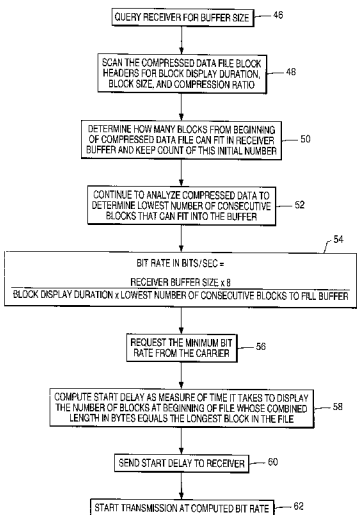 QUERY RECEIVER FOR BUFFER SIZE
46
SCAN THE COMPRESSED DATA FILE BLOCK
HEADERS FOR BLOCK DISPLAY DURATION,
BLOCK SIZE, AND COMPRESSION RATIO
48
DETERMINE HOW MANY BLOCKS FROM BEGINNING
OF COMPRESSED DATA FILE CAN FIT IN RECEIVER
BUFFER AND KEEP COUNT OF THIS INITIAL NUMBER
50
CONTINUE TO ANALYZE COMPRESSED DATA TO
DETERMINE LOWEST NUMBER OF CONSECUTIVE
BLOCKS THAT CAN FIT INTO THE BUFFER
52
54
BIT RATE IN BITS/SEC =
RECEIVER BUFFER SIZE x 8
BLOCK DISPLAY DURATION x LOWEST NUMBER OF CONSECUTIVE BLOCKS TO FILL BUFFER
REQUEST THE MINIMUM BIT
RATE FROM THE CARRIER
56
COMPUTE START DELAY AS MEASURE OF TIME IT TAKES TO DISPLAY
THE NUMBER OF BLOCKS AT BEGINNING OF FILE WHOSE COMBINED
LENGTH IN BYTES EQUALS THE LONGEST BLOCK IN THE FILE
58
SEND START DELAY TO RECEIVER
60
START TRANSMISSION AT COMPUTED BIT RATE
62